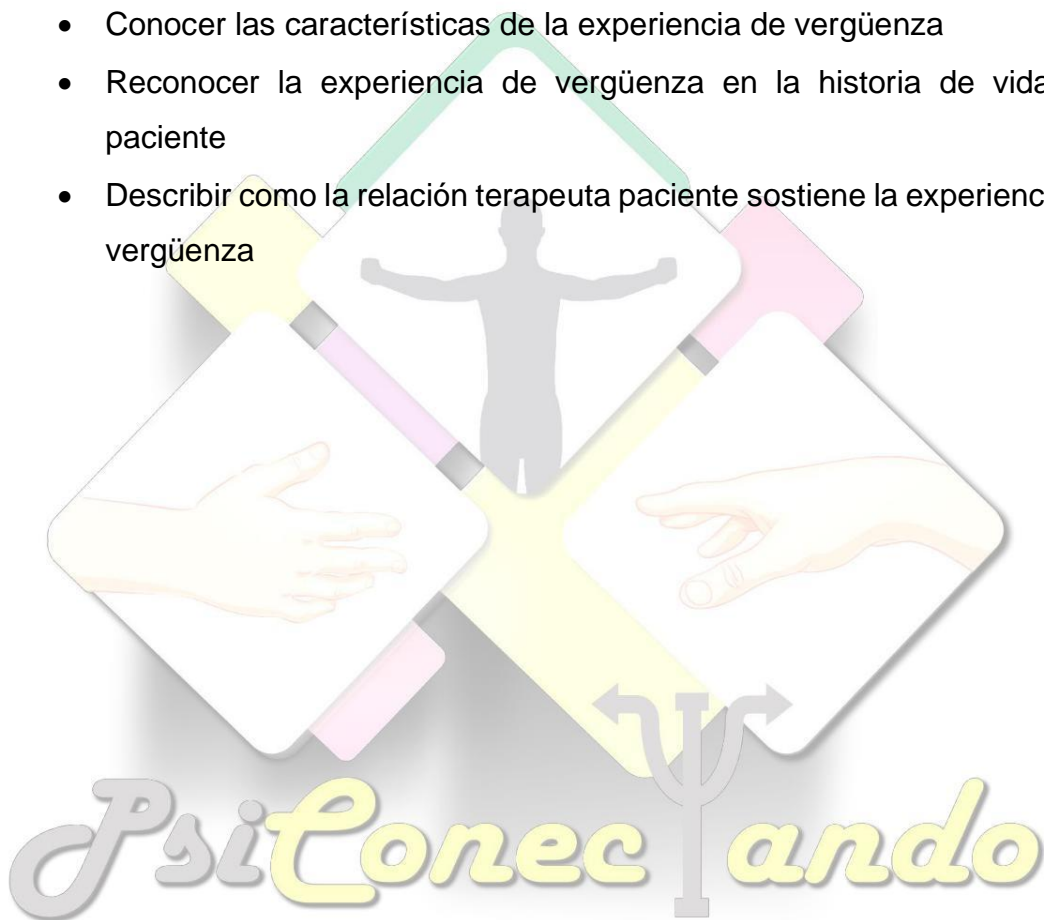 • Conocer las características de la experiencia de vergüenza
• Reconocer la experiencia de vergüenza en la historia de vida
paciente
• Describir como la relación terapeuta paciente sostiene la experienc
vergüenza
PsiConectando